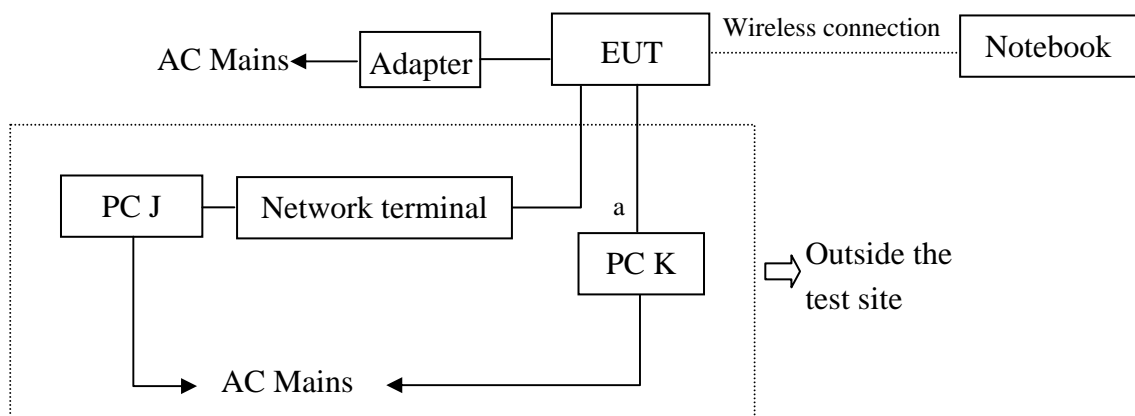 Wireless connection
AC Mains
Adapter
EUT
Notebook
PC J
Network terminal
a
PC K
Outside the
test site
AC Mains